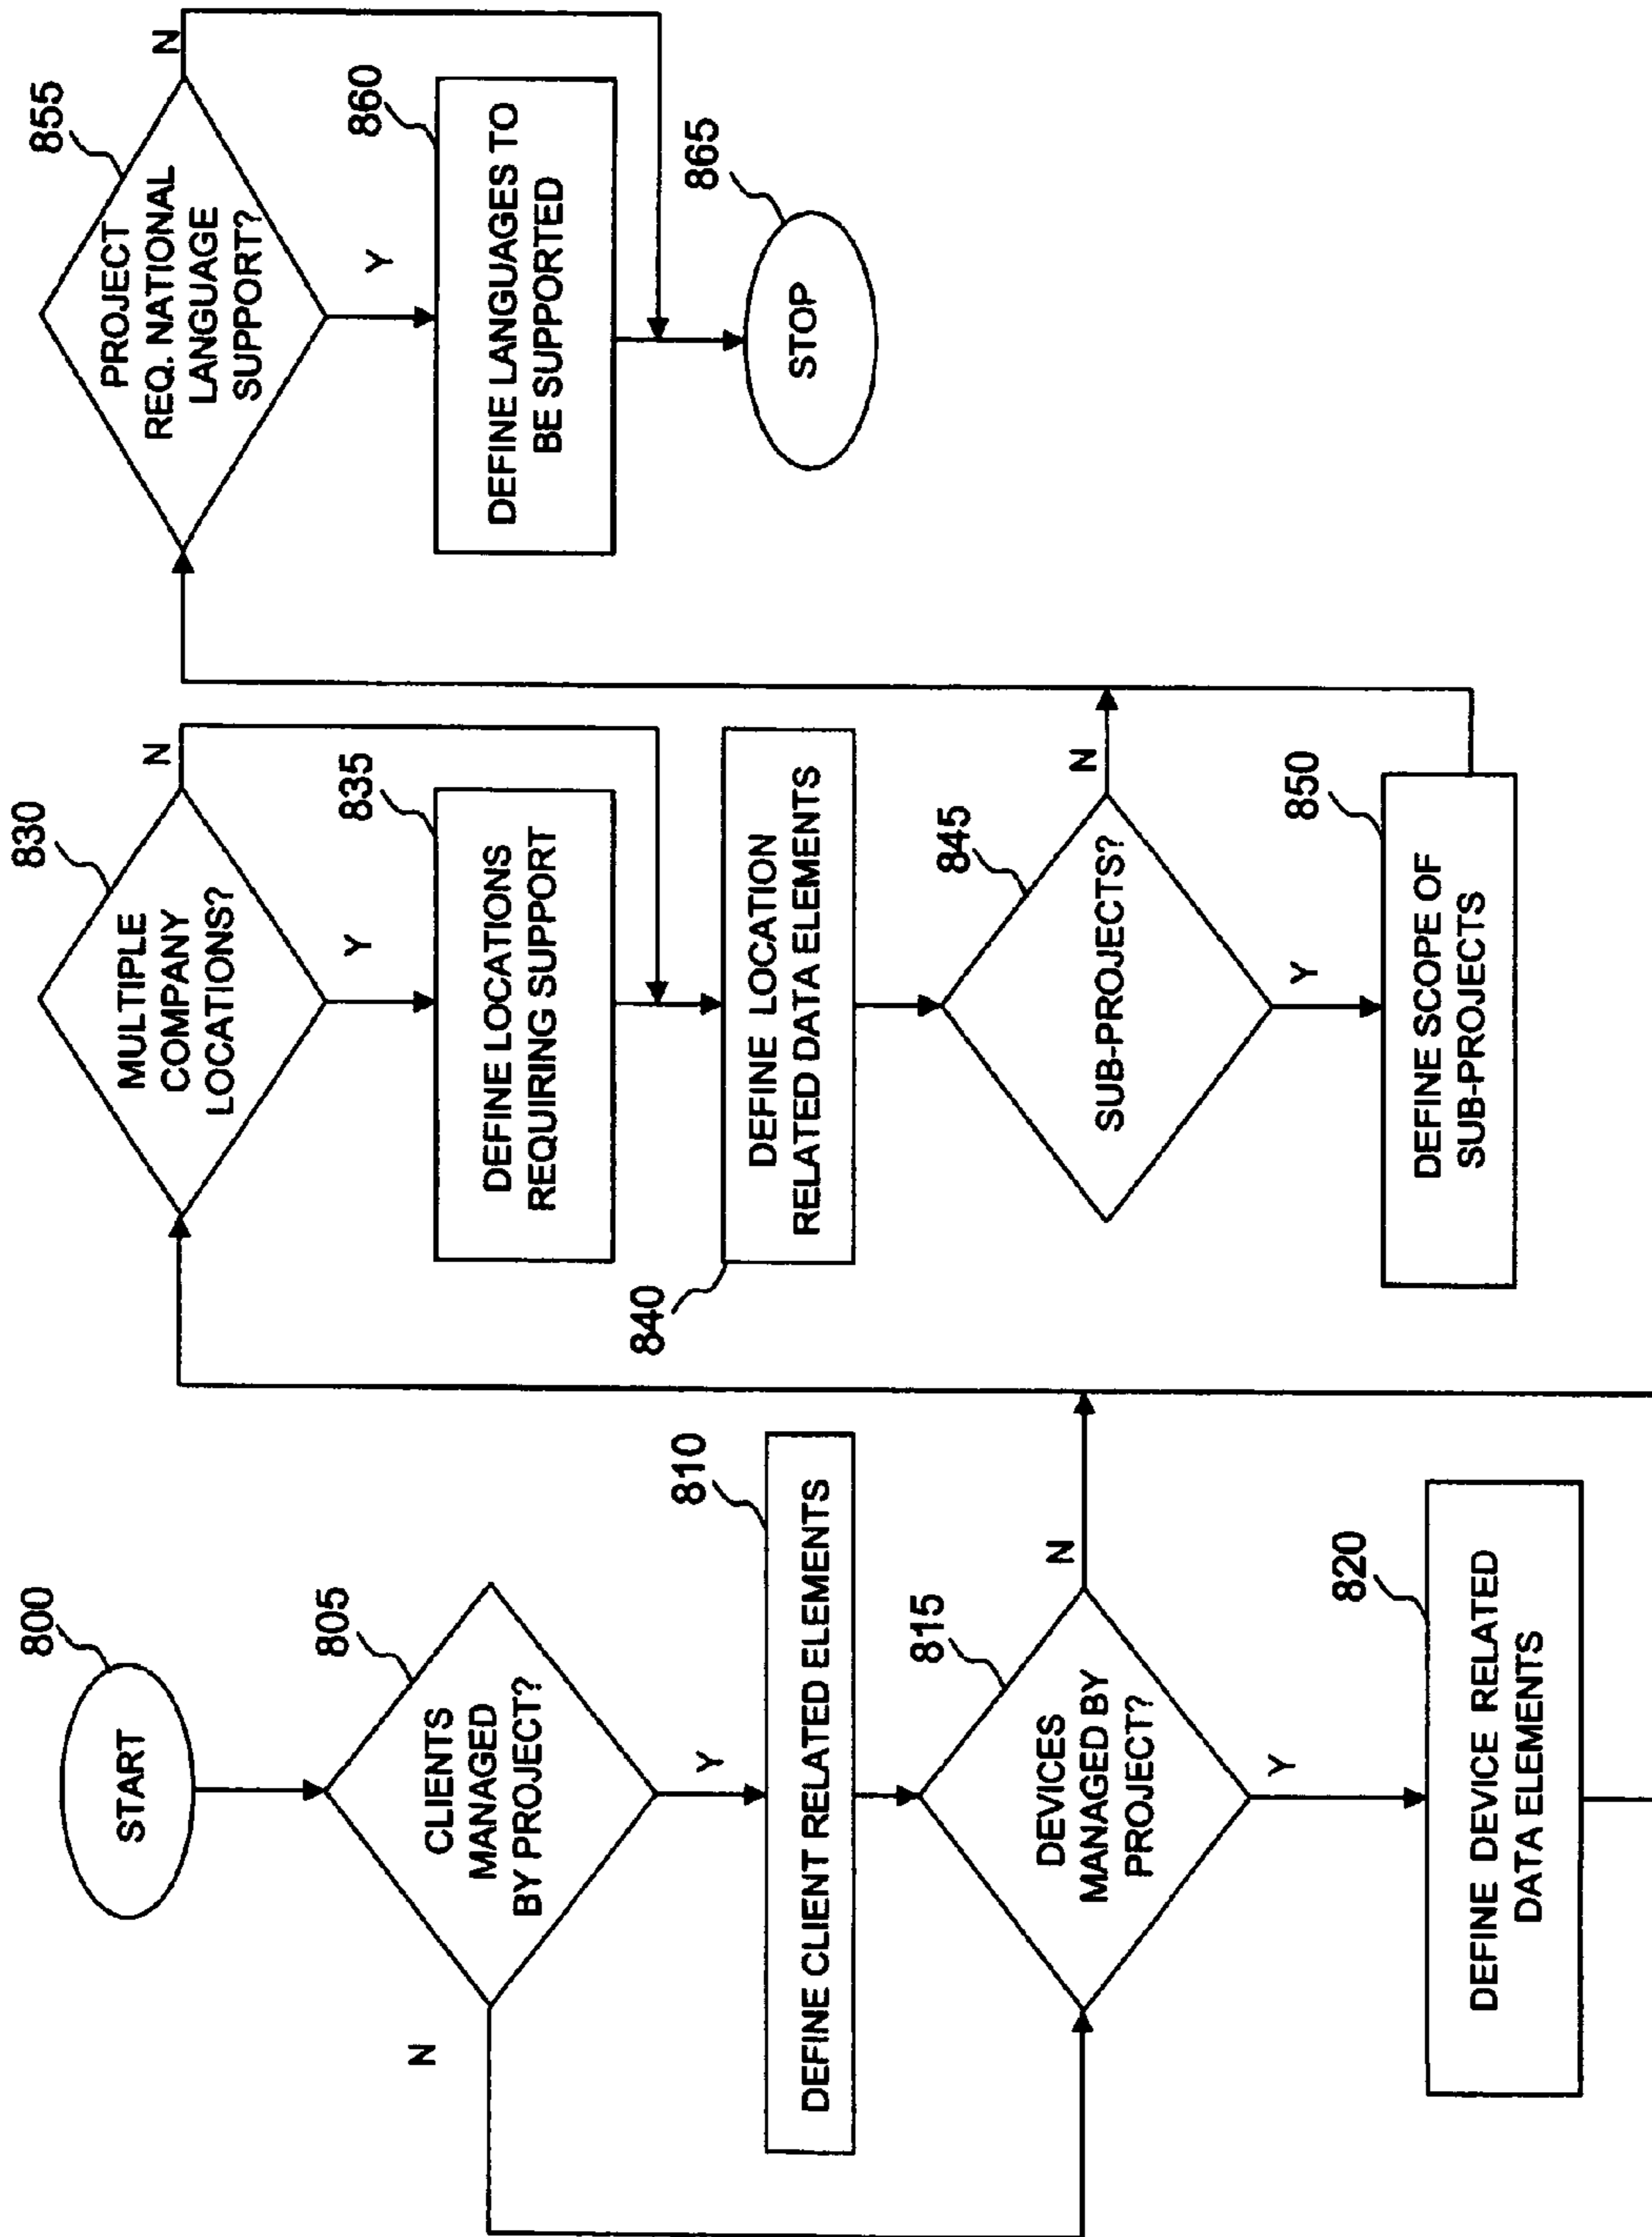 800
START
805
CLIENTS
MANAGED
BY PROJECT?
N
Y
810
DEFINE CLIENT RELATED ELEMENTS
815
DEVICES
MANAGED BY
PROJECT?
N
Y
820
DEFINE DEVICE RELATED
DATA ELEMENTS
830
MULTIPLE
COMPANY
LOCATIONS?
N
Y
835
DEFINE LOCATIONS
REQUIRING SUPPORT
840
DEFINE LOCATION
RELATED DATA ELEMENTS
845
SUB-PROJECTS?
N
Y
850
DEFINE SCOPE OF
SUB-PROJECTS
855
PROJECT
REQ. NATIONAL
LANGUAGE
SUPPORT?
N
Y
860
DEFINE LANGUAGES TO
BE SUPPORTED
865
STOP